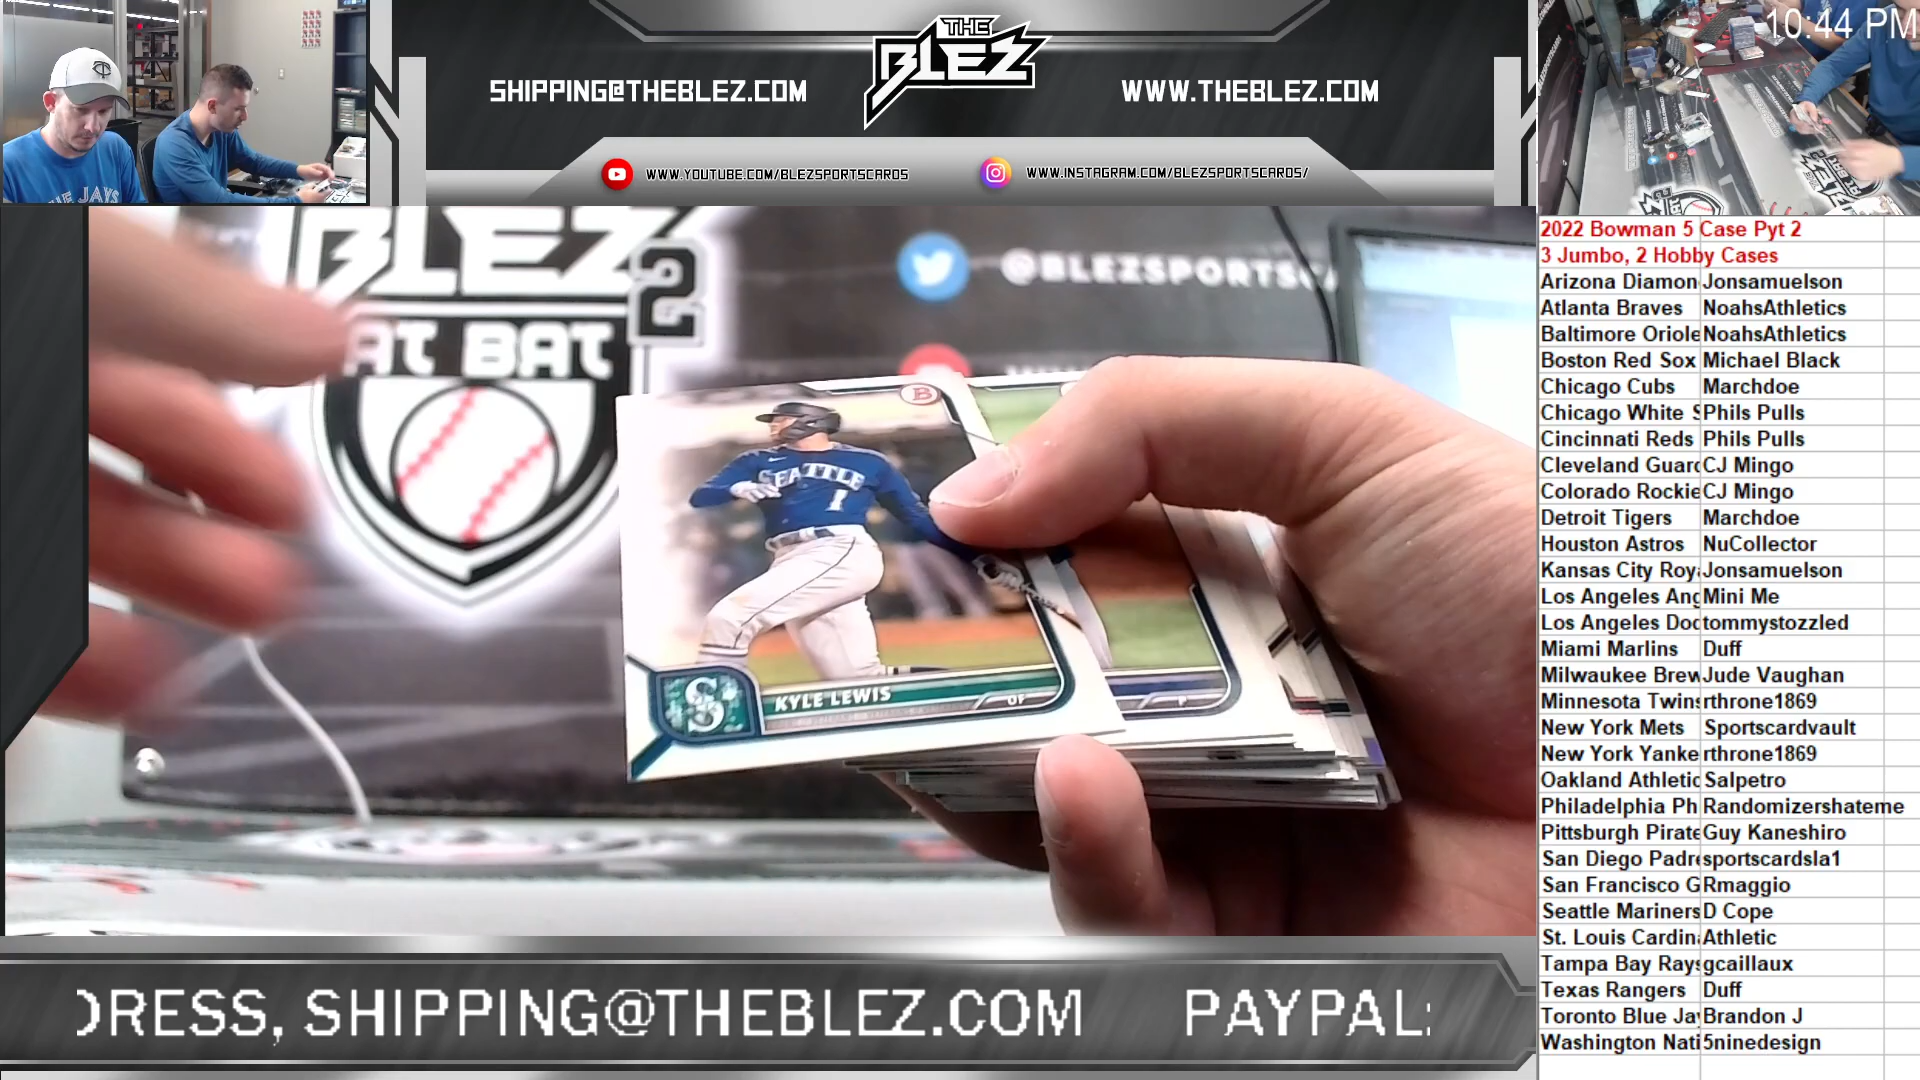 THE
BLEZ
SHIPPING@THEBLEZ.COM
WWW.THEBLEZ.COM
WWW.YOUTUBE.COM/BLEZSPORTSCARDS
WWW.INSTAGRAM.COM/BLEZSPORTSCARDS/
10:44 PM
BLEZ
2
AT BAT
@BLEZSPORTSC
B
SEATTLE
1
S
KYLE LEWIS
OF
P
2022 Bowman 5 Case Pyt 2
3 Jumbo, 2 Hobby Cases
Arizona Diamon Jonsamuelson
Atlanta Braves NoahsAthletics
Baltimore Oriole NoahsAthletics
Boston Red Sox Michael Black
Chicago Cubs Marchdoe
Chicago White S Phils Pulls
Cincinnati Reds Phils Pulls
Cleveland Guard CJ Mingo
Colorado Rockie CJ Mingo
Detroit Tigers Marchdoe
Houston Astros NuCollector
Kansas City Roya Jonsamuelson
Los Angeles Ang Mini Me
Los Angeles Dod tommystozzled
Miami Marlins Duff
Milwaukee Brew Jude Vaughan
Minnesota Twins rthrone1869
New York Mets Sportscardvault
New York Yanke rthrone1869
Oakland Athletic Salpetro
Philadelphia Ph Randomizershateme
Pittsburgh Pirate Guy Kaneshiro
San Diego Padre sportscardsla1
San Francisco G Rmaggio
Seattle Mariners D Cope
St. Louis Cardina Athletic
Tampa Bay Rays gcaillaux
Texas Rangers Duff
Toronto Blue Jay Brandon J
Washington Nati 5ninedesign
DRESS, SHIPPING@THEBLEZ.COM PAYPAL: